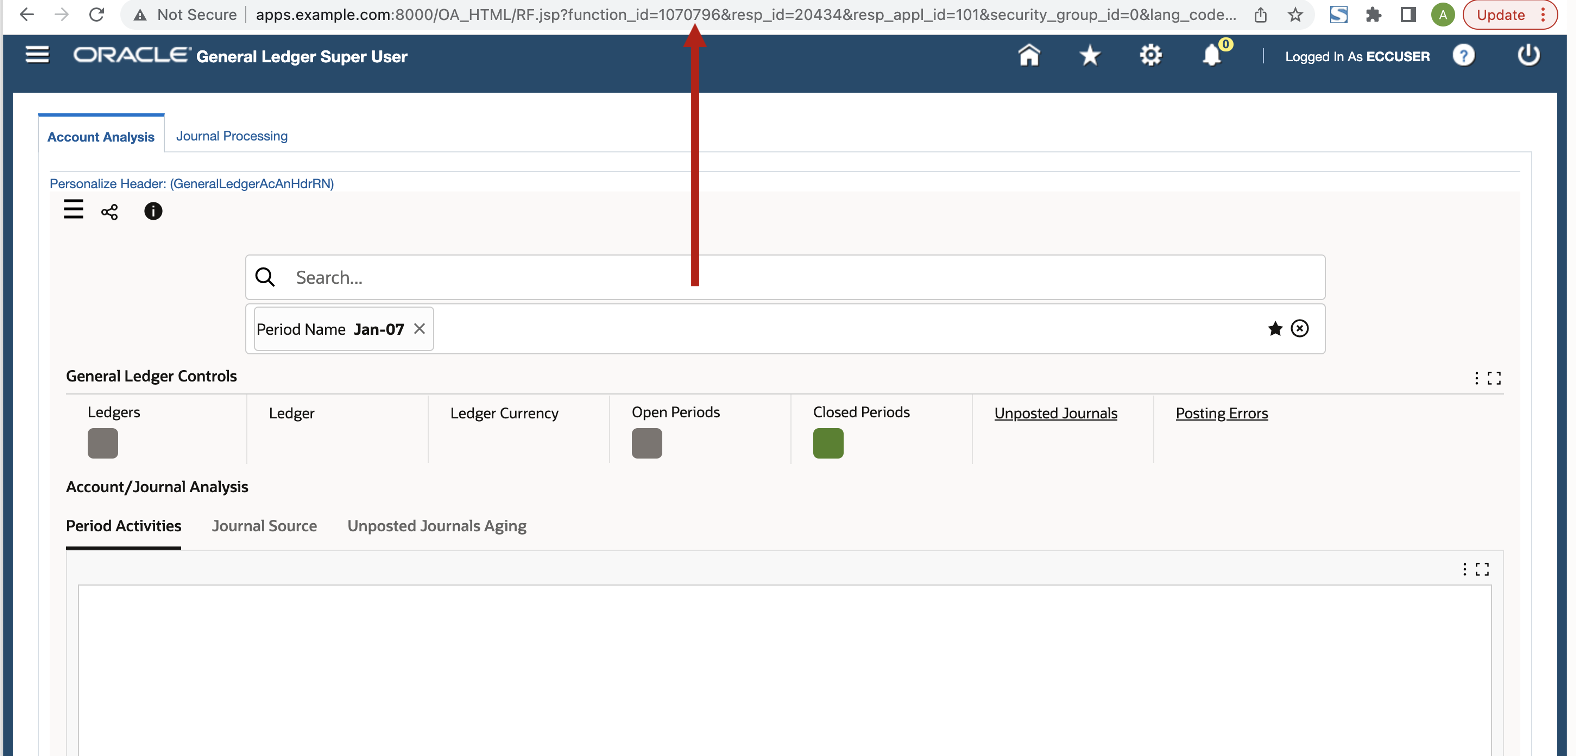 Not Secure apps.example.com:8000/OA_HTML/RF.jsp?function_id=1070796&resp_id=20434&resp_appl_id=101&security_group_id=0&lang_code... A Update
ORACLE General Ledger Super User 0 Logged In As ECCUSER ?
Account Analysis Journal Processing
Personalize Header: (GeneralLedgerAcAnHdrRN)
Search...
Period Name Jan-07
General Ledger Controls
Ledgers Ledger Ledger Currency Open Periods Closed Periods Unposted Journals Posting Errors
Account/Journal Analysis
Period Activities Journal Source Unposted Journals Aging